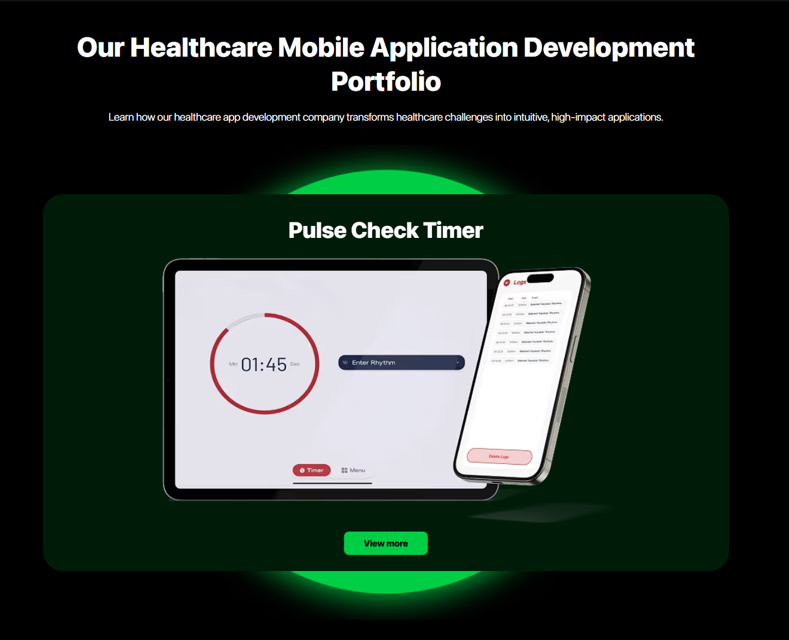 Our Healthcare Mobile Application Development
Portfolio
Learn how our healthcare app development company transforms healthcare challenges into intuitive, high-impact applications.
Pulse Check Timer
Logs
Min 01:45 Sec
Enter Rhythm
Delete Logs
Timer Menu
View more